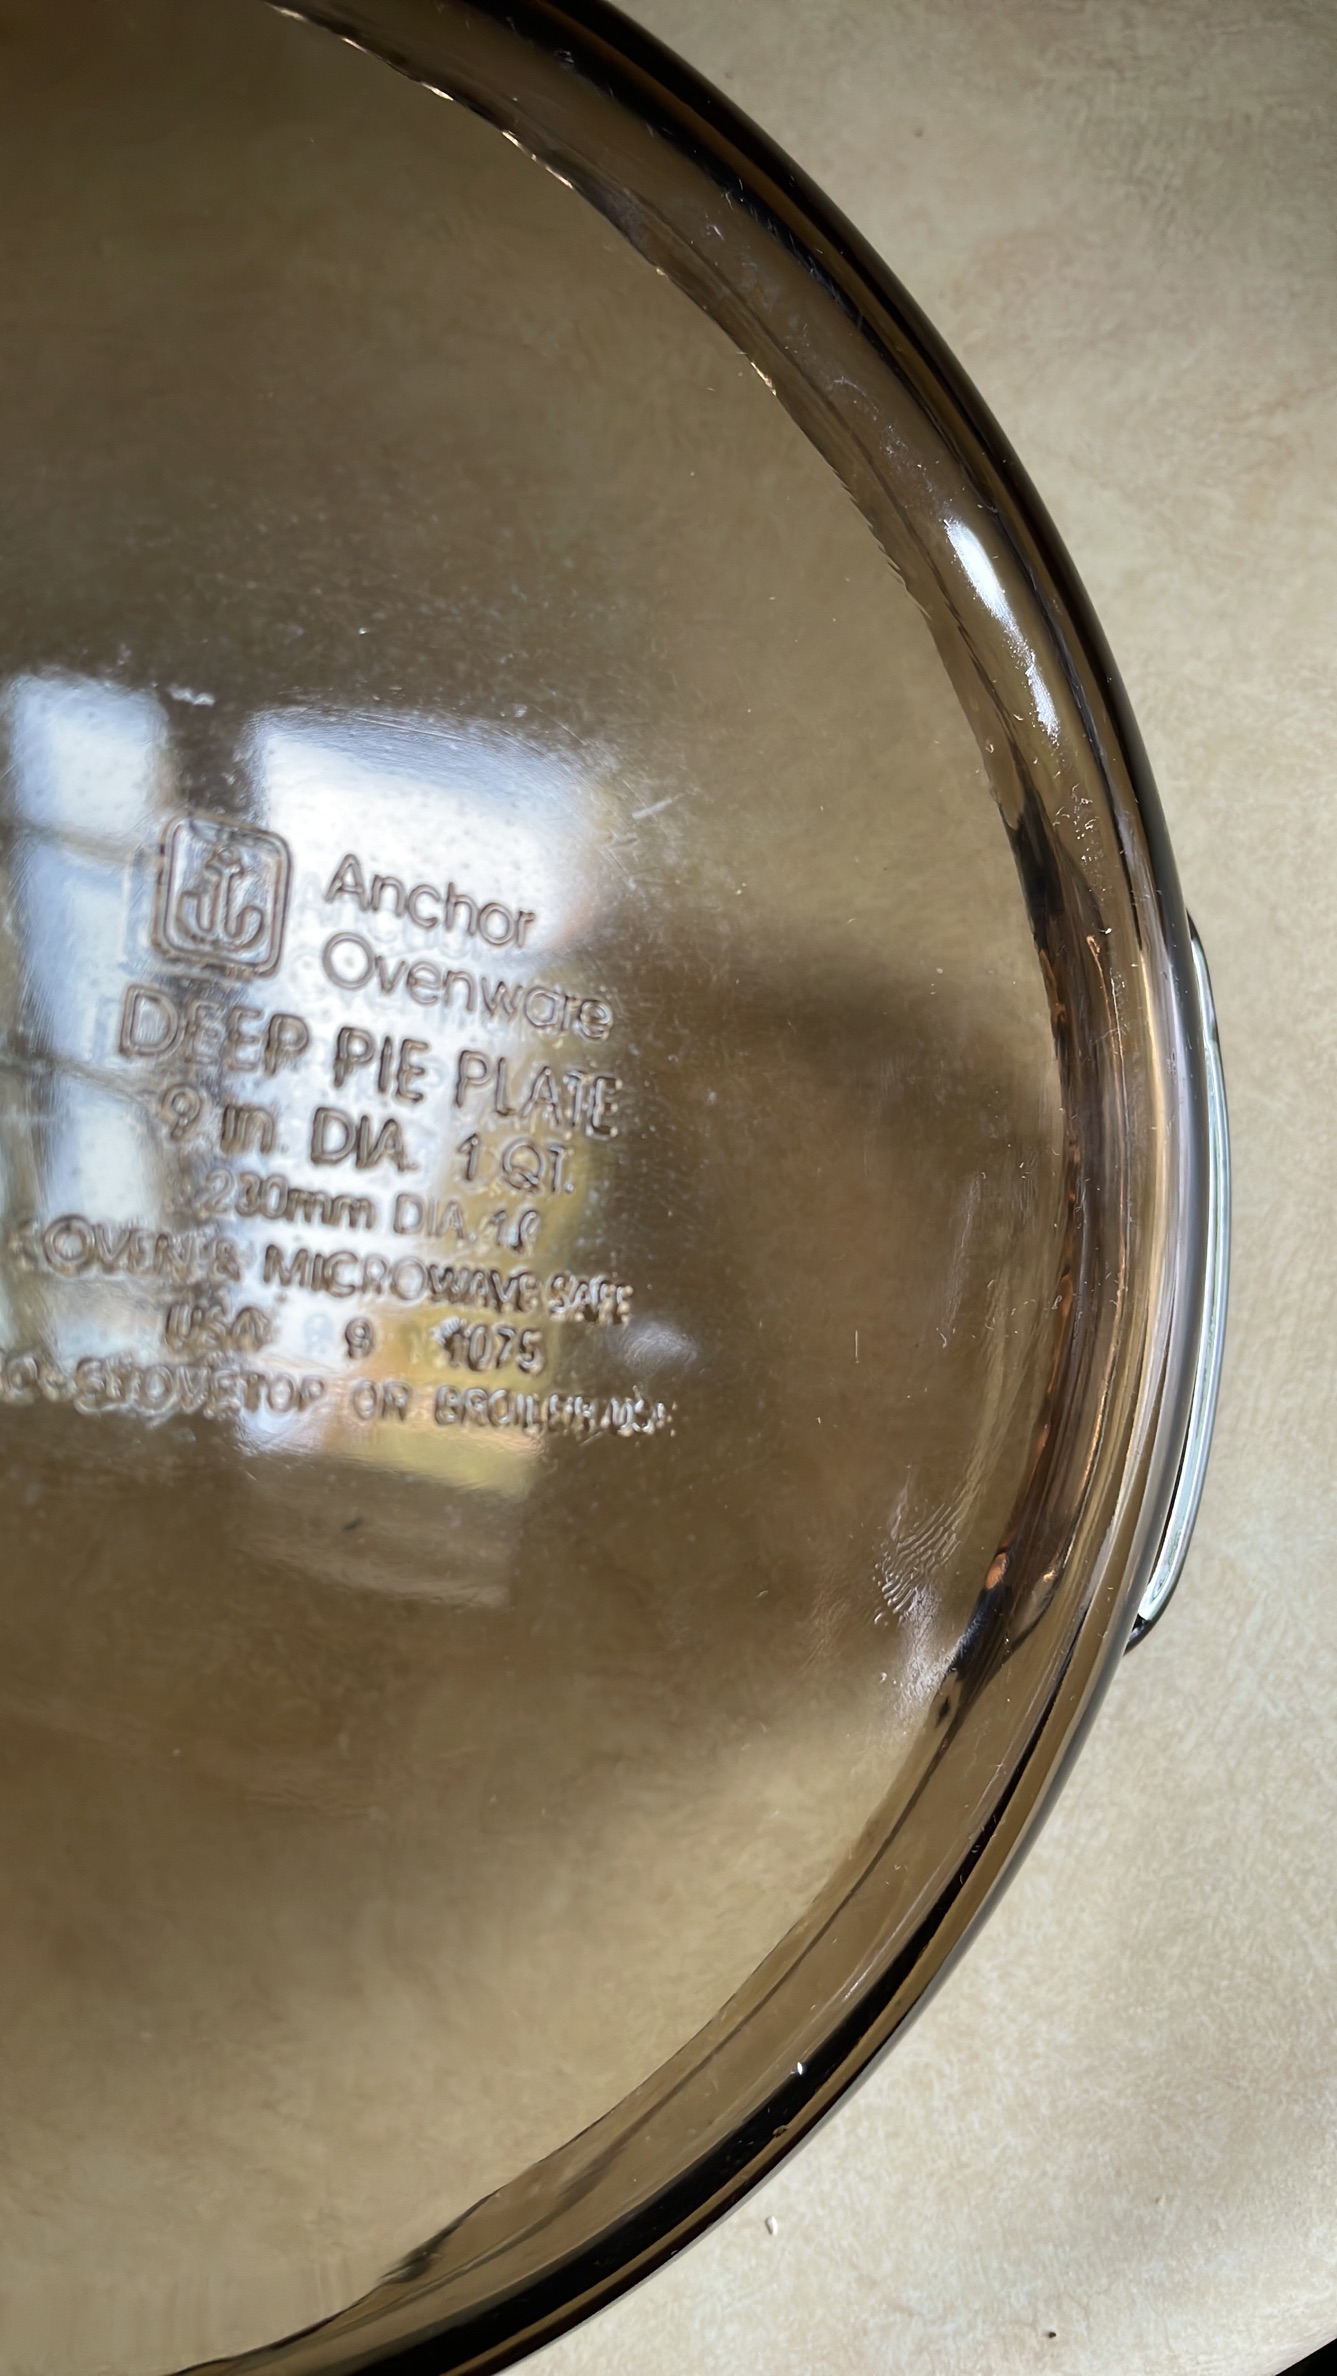 Anchor
Ovenware
DEEP PIE PLATE
9 in. DIA. 1 QT.
230mm DIA. 1ℓ
OVEN & MICROWAVE SAFE
USA 9 1075
STOVETOP OR BROILER USE